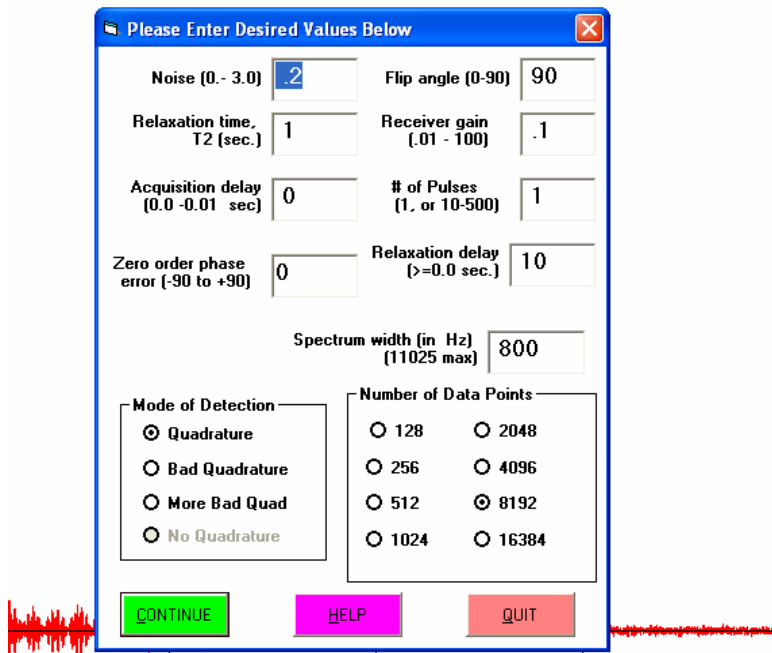 Please Enter Desired Values Below
Noise (0.- 3.0) .2
Flip angle (0-90) 90
Relaxation time,
T2 (sec.) 1
Receiver gain
(.01 - 100) .1
Acquisition delay
(0.0 -0.01 sec) 0
# of Pulses
(1, or 10-500) 1
Zero order phase
error (-90 to +90) 0
Relaxation delay
(>=0.0 sec.) 10
Spectrum width (in Hz)
(11025 max) 800
Mode of Detection
Quadrature
Bad Quadrature
More Bad Quad
No Quadrature
Number of Data Points
128 2048
256 4096
512 8192
1024 16384
CONTINUE HELP QUIT